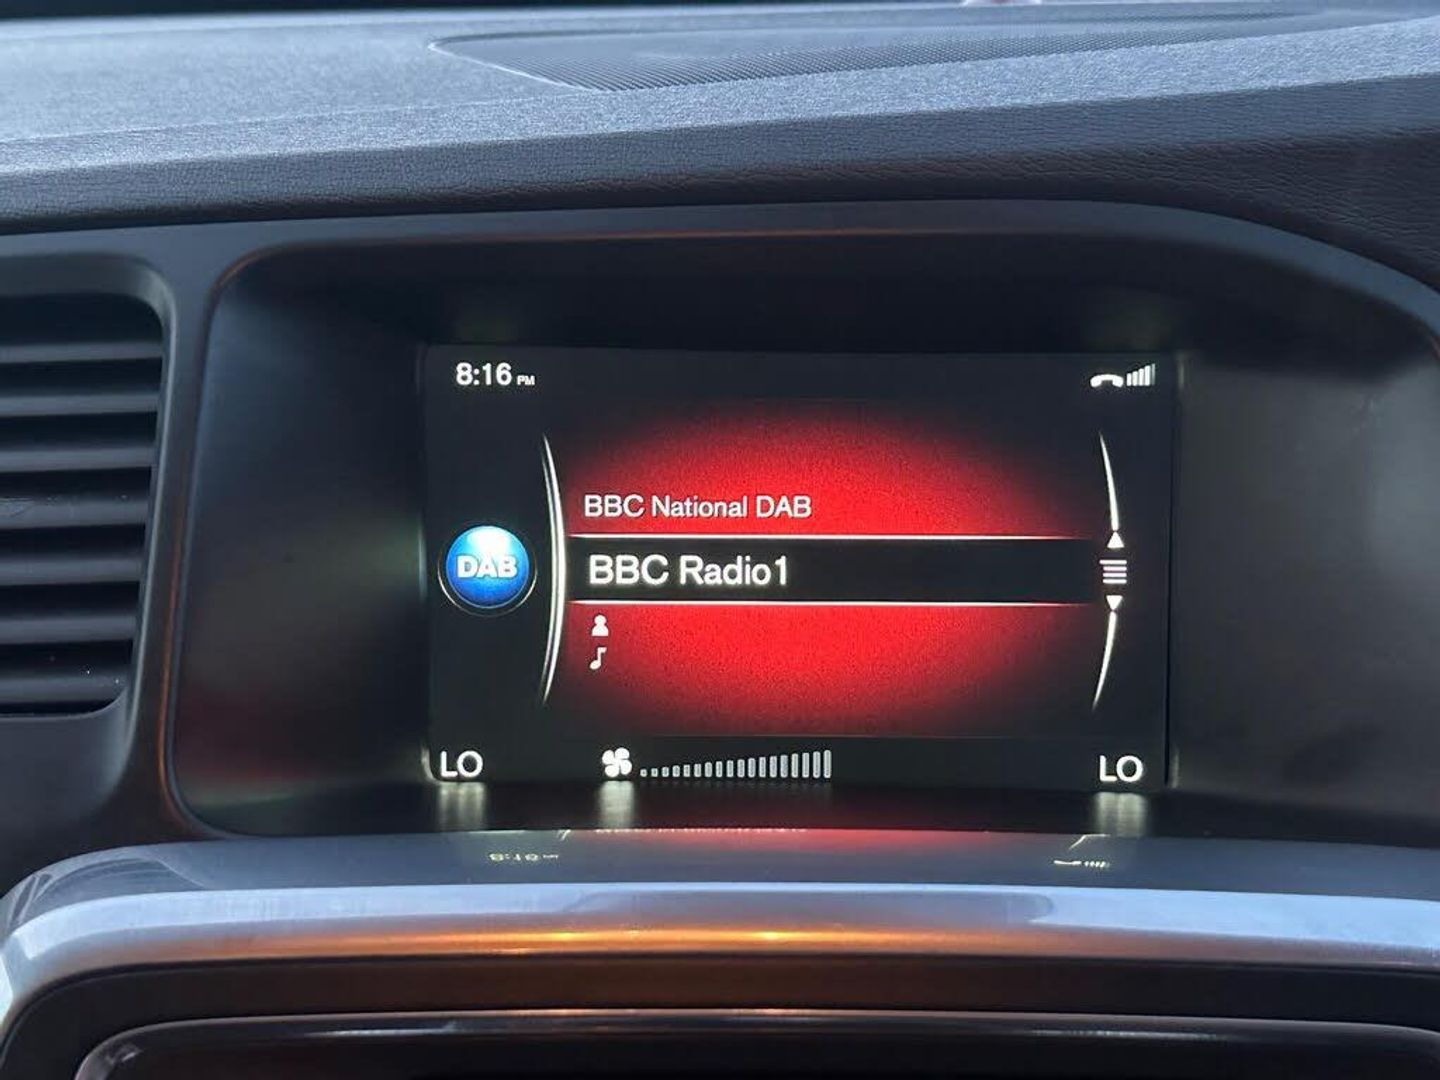 8:16 PM
BBC National DAB
DAB
BBC Radio1
LO
LO